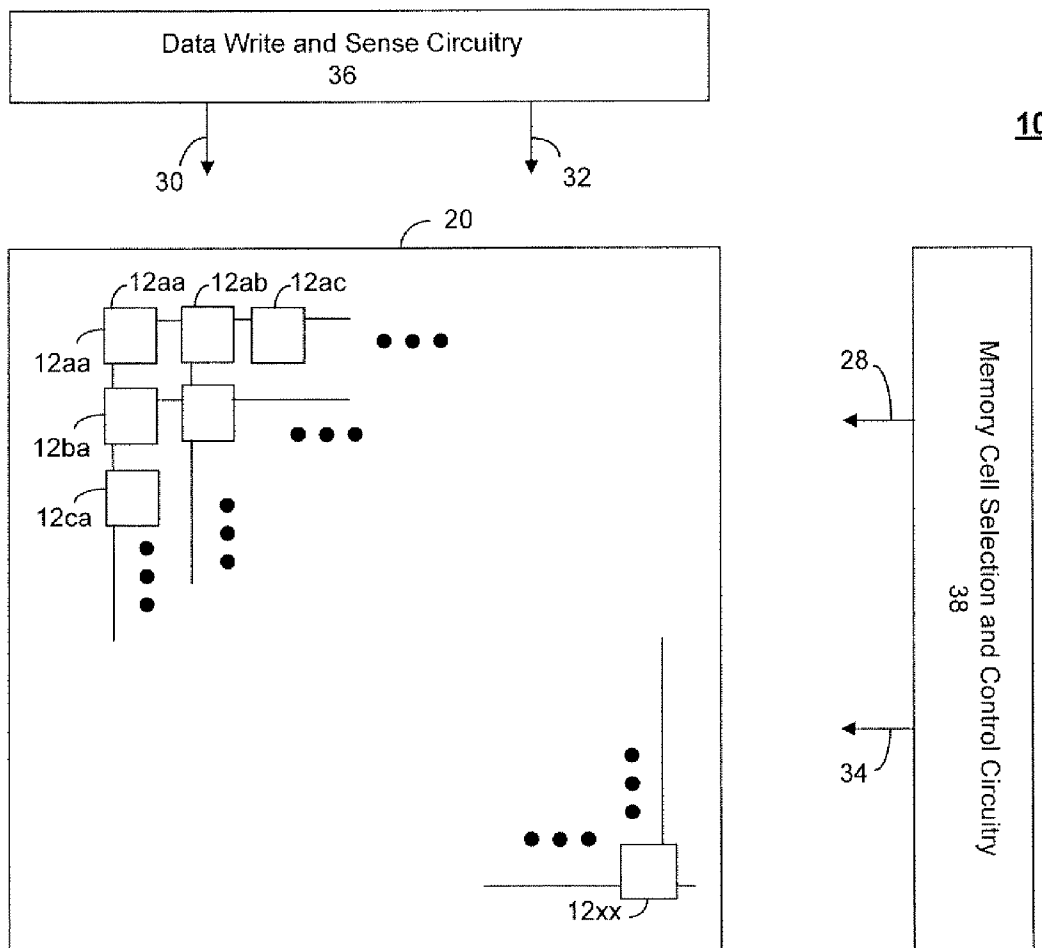 Data Write and Sense Circuitry
36
10
30
32
20
12aa
12ab
12ac
12aa
12ba
12ca
28
34
Memory Cell Selection and Control Circuitry
38
12xx